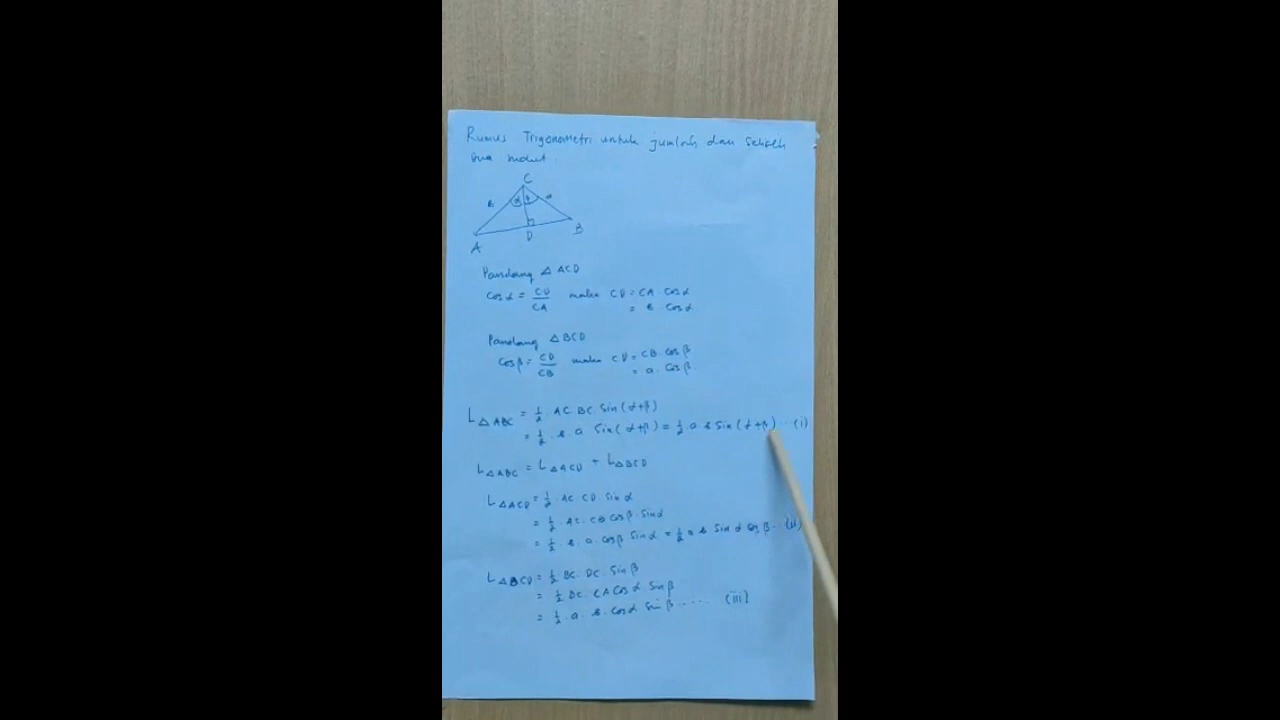 Rumus Trigonometri untuk jumlah dan selisih
dua sudut.
C
b α β a
A D B
Pandang △ ACD
cos α = CD/CA maka CD = CA cos α
= b cos α
Pandang △ BCD
cos β = CD/CB maka CD = CB . cos β
= a . cos β.
L△ABC = 1/2 . AC . BC . sin (α+β)
= 1/2 . b . a sin (α+β) = 1/2 . a b sin (α+β) ... (i)
L△ABC = L△ACD + L△BCD
L△ACD = 1/2 . AC . CD . sin α
= 1/2 . AC . CB cos β . sin α
= 1/2 . b . a . cos β sin α = 1/2 a b sin α cos β .. (ii)
L△BCD = 1/2 BC . DC . sin β
= 1/2 BC . CA cos α sin β
= 1/2 . a . b . cos α sin β ...... (iii)